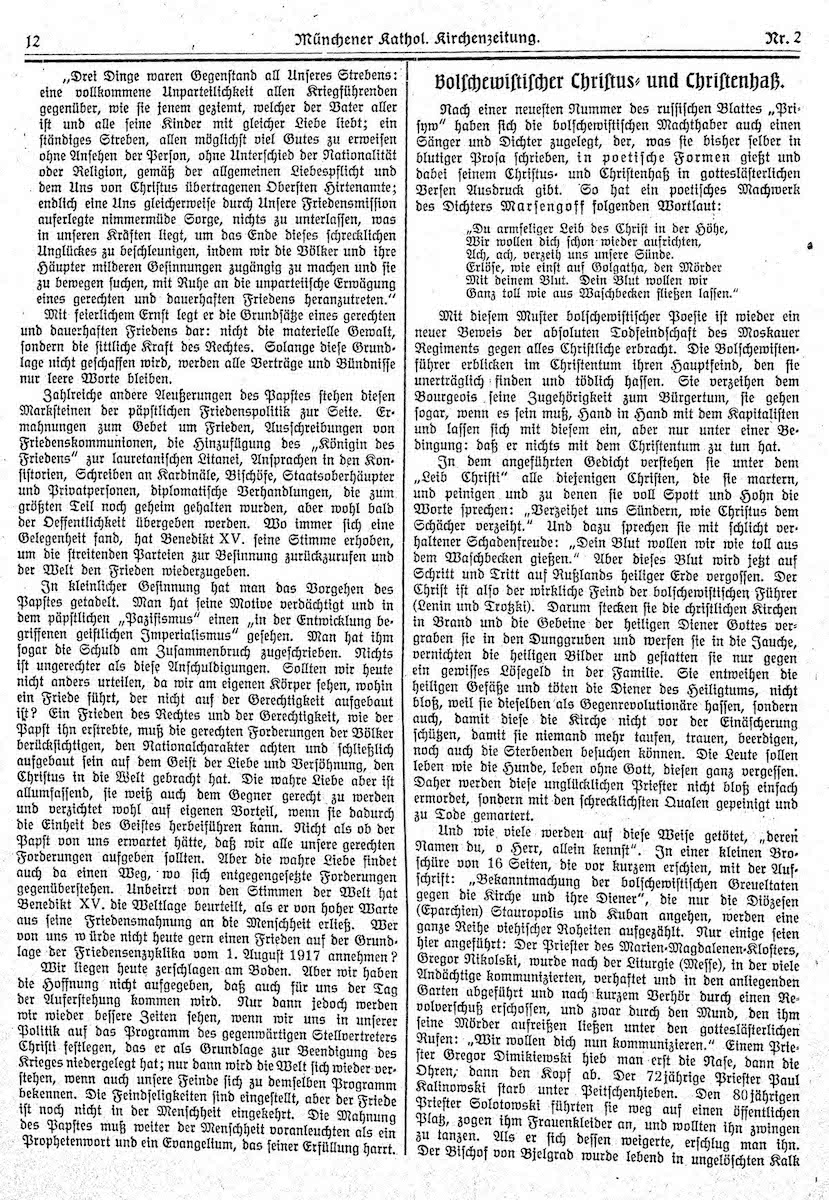 12
Münchener Kathol. Kirchenzeitung.
Nr. 2
„Drei Dinge waren Gegenstand all Unseres Strebens:
eine vollkommene Unparteilichkeit allen Kriegführenden
gegenüber, wie sie jenem geziemt, welcher der Vater aller
ist und alle seine Kinder mit gleicher Liebe liebt; ein
ständiges Streben, allen möglichst viel Gutes zu erweisen
ohne Ansehen der Person, ohne Unterschied der Nationalität
oder Religion, gemäß der allgemeinen Liebespflicht und
dem Uns von Christus übertragenen Obersten Hirtenamte;
endlich eine Uns gleicherweise durch Unsere Friedensmission
auferlegte nimmermüde Sorge, nichts zu unterlassen, was
in unseren Kräften liegt, um das Ende dieses schrecklichen
Unglückes zu beschleunigen, indem wir die Völker und ihre
Häupter milderen Gesinnungen zugängig zu machen und sie
zu bewegen suchen, mit Ruhe an die unparteiische Erwägung
eines gerechten und dauerhaften Friedens heranzutreten.“
Mit feierlichem Ernst legt er die Grundsätze eines gerechten
und dauerhaften Friedens dar: nicht die materielle Gewalt,
sondern die sittliche Kraft des Rechtes. Solange diese Grund-
lage nicht geschaffen wird, werden alle Verträge und Bündnisse
nur leere Worte bleiben.
Zahlreiche andere Aeußerungen des Papstes stehen diesen
Marksteinen der päpstlichen Friedenspolitik zur Seite. Er-
mahnungen zum Gebet um Frieden, Ausschreibungen von
Friedenskommunionen, die Hinzufügung des „Königin des
Friedens“ zur lauretanischen Litanei, Ansprachen in den Kon-
sistorien, Schreiben an Kardinäle, Bischöfe, Staatsoberhäupter
und Privatpersonen, diplomatische Verhandlungen, die zum
größten Teil noch geheim gehalten wurden, aber wohl bald
der Oeffentlichkeit übergeben werden. Wo immer sich eine
Gelegenheit fand, hat Benedikt XV. seine Stimme erhoben,
um die streitenden Parteien zur Besinnung zurückzurufen und
der Welt den Frieden wiederzugeben.
In kleinlicher Gesinnung hat man das Vorgehen des
Papstes getadelt. Man hat seine Motive verdächtigt und in
dem päpstlichen „Pazifismus“ einen „in der Entwicklung be-
griffenen geistlichen Imperialismus“ gesehen. Man hat ihm
sogar die Schuld am Zusammenbruch zugeschrieben. Nichts
ist ungerechter als diese Anschuldigungen. Sollten wir heute
nicht anders urteilen, da wir am eigenen Körper sehen, wohin
ein Friede führt, der nicht auf der Gerechtigkeit aufgebaut
ist? Ein Frieden des Rechtes und der Gerechtigkeit, wie der
Papst ihn erstrebte, muß die gerechten Forderungen der Völker
berücksichtigen, den Nationalcharakter achten und schließlich
aufgebaut sein auf dem Geist der Liebe und Versöhnung, den
Christus in die Welt gebracht hat. Die wahre Liebe aber ist
allumfassend, sie weiß auch dem Gegner gerecht zu werden
und verzichtet wohl auf eigenen Vorteil, wenn sie dadurch
die Einheit des Geistes herbeiführen kann. Nicht als ob der
Papst von uns erwartet hätte, daß wir alle unsere gerechten
Forderungen aufgeben sollten. Aber die wahre Liebe findet
auch da einen Weg, wo sich entgegengesetzte Forderungen
gegenüberstehen. Unbeirrt von den Stimmen der Welt hat
Benedikt XV. die Weltlage beurteilt, als er von hoher Warte
aus seine Friedensmahnung an die Menschheit erließ. Wer
von uns würde nicht heute gern einen Frieden auf der Grund-
lage der Friedensenzyklika vom 1. August 1917 annehmen?
Wir liegen heute zerschlagen am Boden. Aber wir haben
die Hoffnung nicht aufgegeben, daß auch für uns der Tag
der Auferstehung kommen wird. Nur dann jedoch werden
wir wieder bessere Zeiten sehen, wenn wir uns in unserer
Politik auf das Programm des gegenwärtigen Stellvertreters
Christi festlegen, das er als Grundlage zur Beendigung des
Krieges niedergelegt hat; nur dann wird die Welt sich wieder ver-
stehen, wenn auch unsere Feinde sich zu demselben Programm
bekennen. Die Feindseligkeiten sind eingestellt, aber der Friede
ist noch nicht in der Menschheit eingekehrt. Die Mahnung
des Papstes muß weiter der Menschheit voranleuchten als ein
Prophetenwort und ein Evangelium, das seiner Erfüllung harrt.
Bolschewistischer Christus- und Christenhaß.
Nach einer neuesten Nummer des russischen Blattes „Pri-
syw“ haben sich die bolschewistischen Machthaber auch einen
Sänger und Dichter zugelegt, der, was sie bisher selber in
blutiger Prosa schrieben, in poetische Formen gießt und
dabei seinem Christus- und Christenhaß in gotteslästerlichen
Versen Ausdruck gibt. So hat ein poetisches Machwerk
des Dichters Marsengoff folgenden Wortlaut:
„Du armseliger Leib des Christ in der Höhe,
Wir wollen dich schon wieder aufrichten,
Ach, ach, verzeih uns unsere Sünde.
Erlöse, wie einst auf Golgatha, den Mörder
Mit deinem Blut. Dein Blut wollen wir
Ganz toll wie aus Waschbecken fließen lassen.“
Mit diesem Muster bolschewistischer Poesie ist wieder ein
neuer Beweis der absoluten Todfeindschaft des Moskauer
Regiments gegen alles Christliche erbracht. Die Bolschewisten-
führer erblicken im Christentum ihren Hauptfeind, den sie
unerträglich finden und tödlich hassen. Sie verzeihen dem
Bourgeois seine Zugehörigkeit zum Bürgertum, sie gehen
sogar, wenn es sein muß, Hand in Hand mit dem Kapitalisten
und lassen sich mit diesem ein, aber nur unter einer Be-
dingung: daß er nichts mit dem Christentum zu tun hat.
In dem angeführten Gedicht verstehen sie unter dem
„Leib Christi“ alle diejenigen Christen, die sie martern,
und peinigen und zu denen sie voll Spott und Hohn die
Worte sprechen: „Verzeihet uns Sündern, wie Christus dem
Schächer verzeiht.“ Und dazu sprechen sie mit schlicht ver-
haltener Schadenfreude: „Dein Blut wollen wir wie toll aus
dem Waschbecken gießen.“ Aber dieses Blut wird jetzt auf
Schritt und Tritt auf Rußlands heiliger Erde vergossen. Der
Christ ist also der wirkliche Feind der bolschewistischen Führer
(Lenin und Trotzki). Darum stecken sie die christlichen Kirchen
in Brand und die Gebeine der heiligen Diener Gottes ver-
graben sie in den Dunggruben und werfen sie in die Jauche,
vernichten die heiligen Bilder und gestatten sie nur gegen
ein gewisses Lösegeld in der Familie. Sie entweihen die
heiligen Gefäße und töten die Diener des Heiligtums, nicht
bloß, weil sie dieselben als Gegenrevolutionäre hassen, sondern
auch, damit diese die Kirche nicht vor der Einäscherung
schützen, damit sie niemand mehr taufen, trauen, beerdigen,
noch auch die Sterbenden besuchen können. Die Leute sollen
leben wie die Hunde, leben ohne Gott, diesen ganz vergessen.
Daher werden diese unglücklichen Priester nicht bloß einfach
ermordet, sondern mit den schrecklichsten Qualen gepeinigt und
zu Tode gemartert.
Und wie viele werden auf diese Weise getötet, „deren
Namen du, o Herr, allein kennst“. In einer kleinen Bro-
schüre von 16 Seiten, die vor kurzem erschien, mit der Auf-
schrift: „Bekanntmachung der bolschewistischen Greueltaten
gegen die Kirche und ihre Diener“, die nur die Diözesen
(Eparchien) Stauropolis und Kuban angehen, werden eine
ganze Reihe viehischer Roheiten aufgezählt. Nur einige seien
hier angeführt: Der Priester des Marien-Magdalenen-Klosters,
Gregor Nikolski, wurde nach der Liturgie (Messe), in der viele
Andächtige kommunizierten, verhaftet und in den anliegenden
Garten abgeführt und nach kurzem Verhör durch einen Re-
volverschuß erschossen, und zwar durch den Mund, den ihm
seine Mörder aufreißen ließen unter den gotteslästerlichen
Rufen: „Wir wollen dich nun kommunizieren.“ Einem Prie-
ster Gregor Dimikiewski hieb man erst die Nase, dann die
Ohren, dann den Kopf ab. Der 72jährige Priester Paul
Kalinowski starb unter Peitschenhieben. Den 80jährigen
Priester Solotowski führten sie weg auf einen öffentlichen
Platz, zogen ihm Frauenkleider an, und wollten ihn zwingen
zu tanzen. Als er sich dessen weigerte, erschlug man ihn.
Der Bischof von Bjelgrad wurde lebend in ungelöschten Kalk